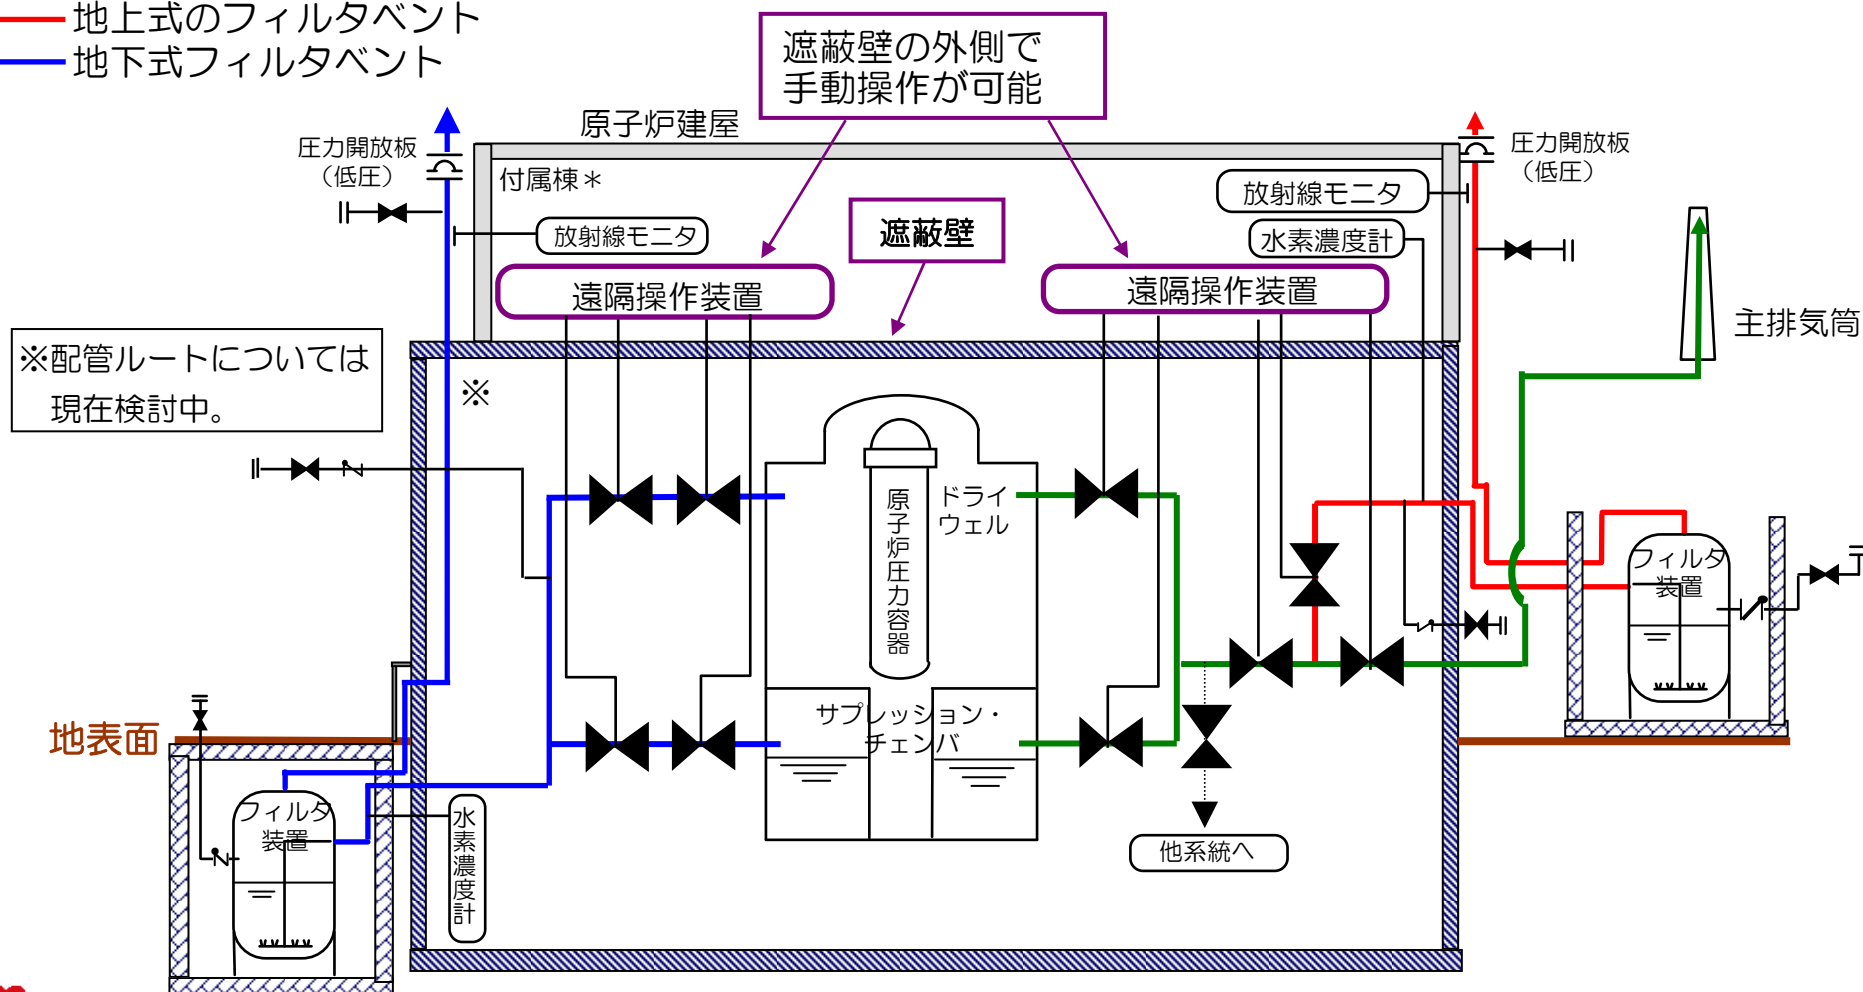 地上式のフィルタベント
地下式フィルタベント
遮蔽壁の外側で
手動操作が可能
原子炉建屋
圧力開放板
（低圧）
付属棟＊
放射線モニタ
遮蔽壁
放射線モニタ
水素濃度計
圧力開放板
（低圧）
遠隔操作装置
遠隔操作装置
主排気筒
※配管ルートについては
現在検討中。
※
原子炉圧力容器
ドライ
ウェル
フィルタ
装置
サプレッション・
チェンバ
地表面
フィルタ
装置
水素濃度計
他系統へ